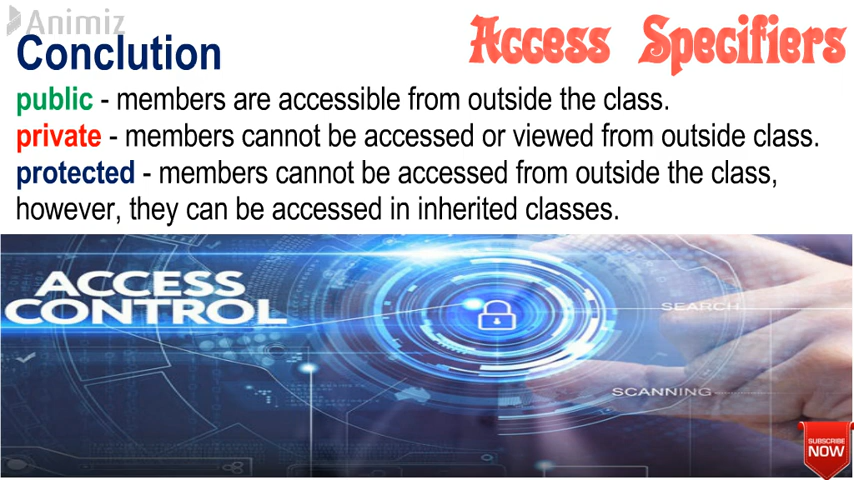 Animiz
Access Specifiers
Conclution
public - members are accessible from outside the class.
private - members cannot be accessed or viewed from outside class.
protected - members cannot be accessed from outside the class,
however, they can be accessed in inherited classes.
ACCESS
CONTROL
SEARCH
SCANNING
SUBSCRIBE
NOW